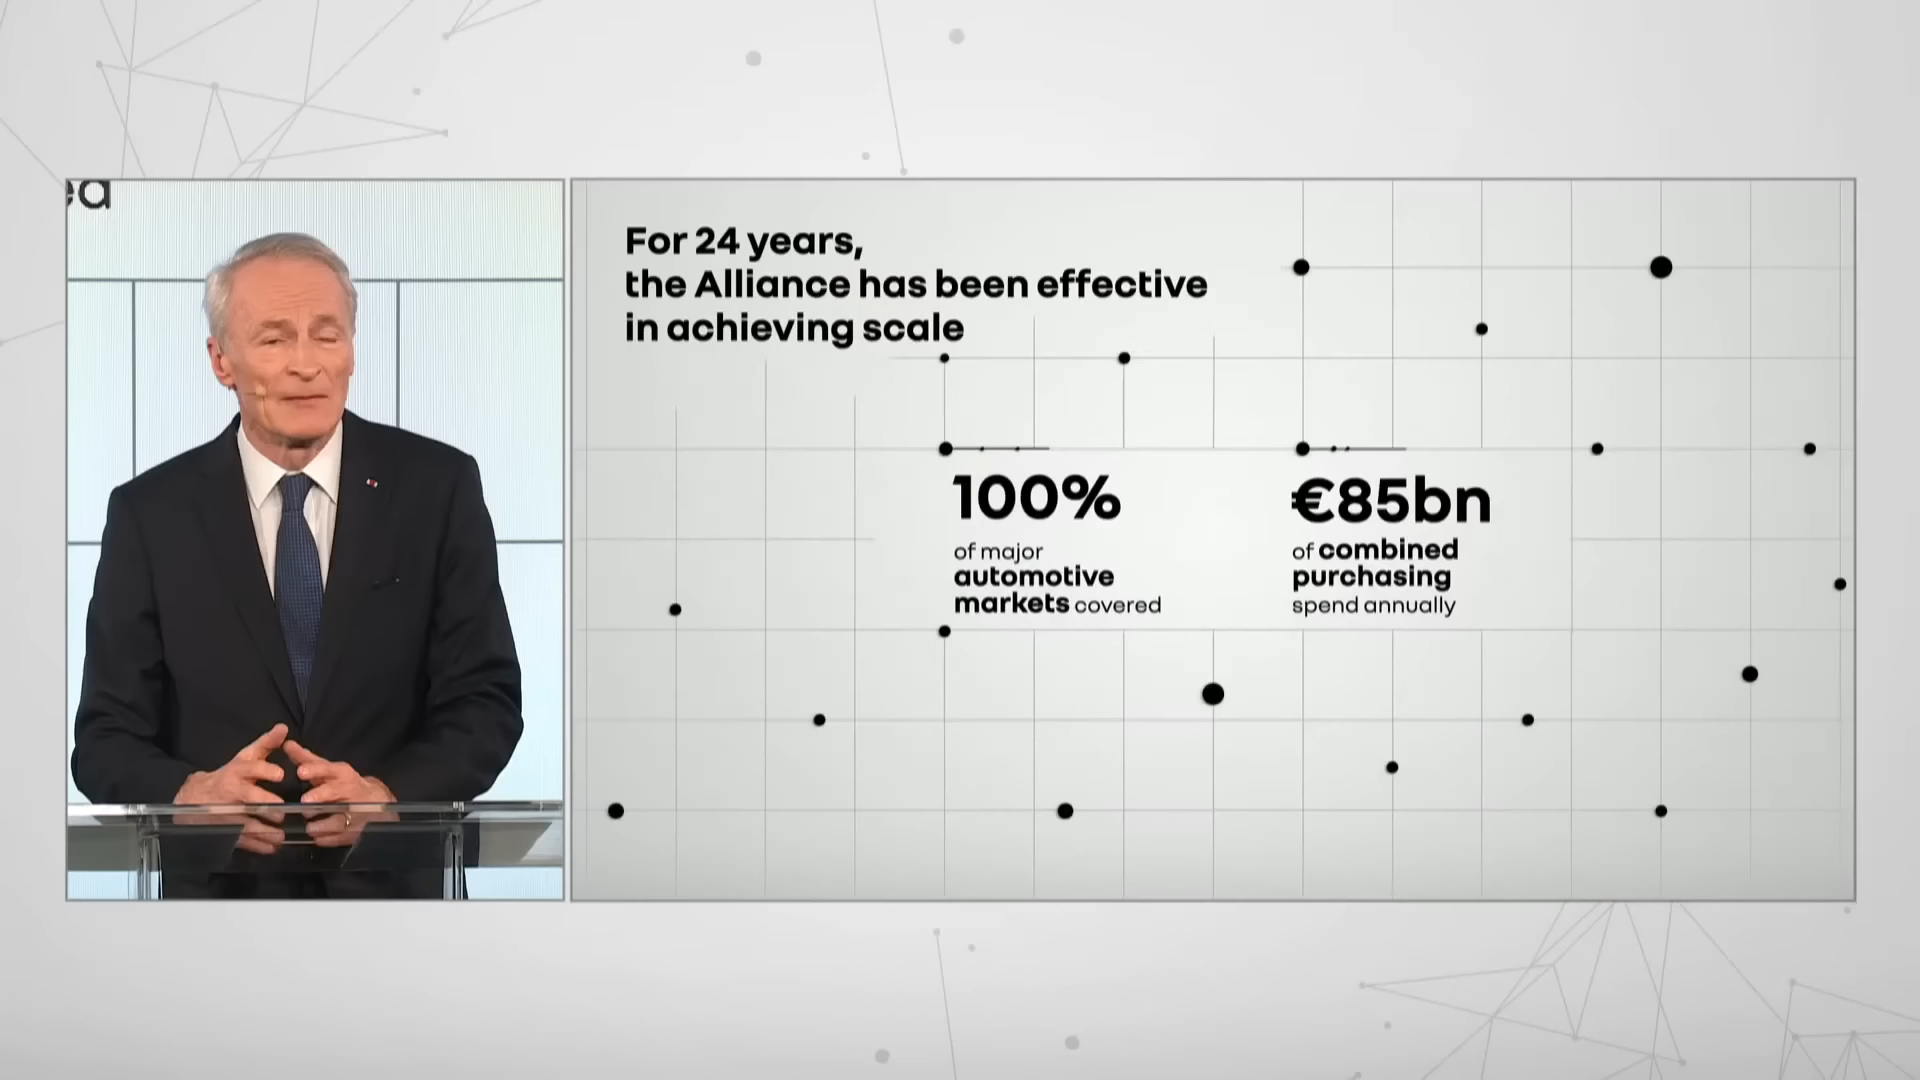 For 24 years,
the Alliance has been effective
in achieving scale
100%
of major
automotive
markets covered
€85bn
of combined
purchasing
spend annually